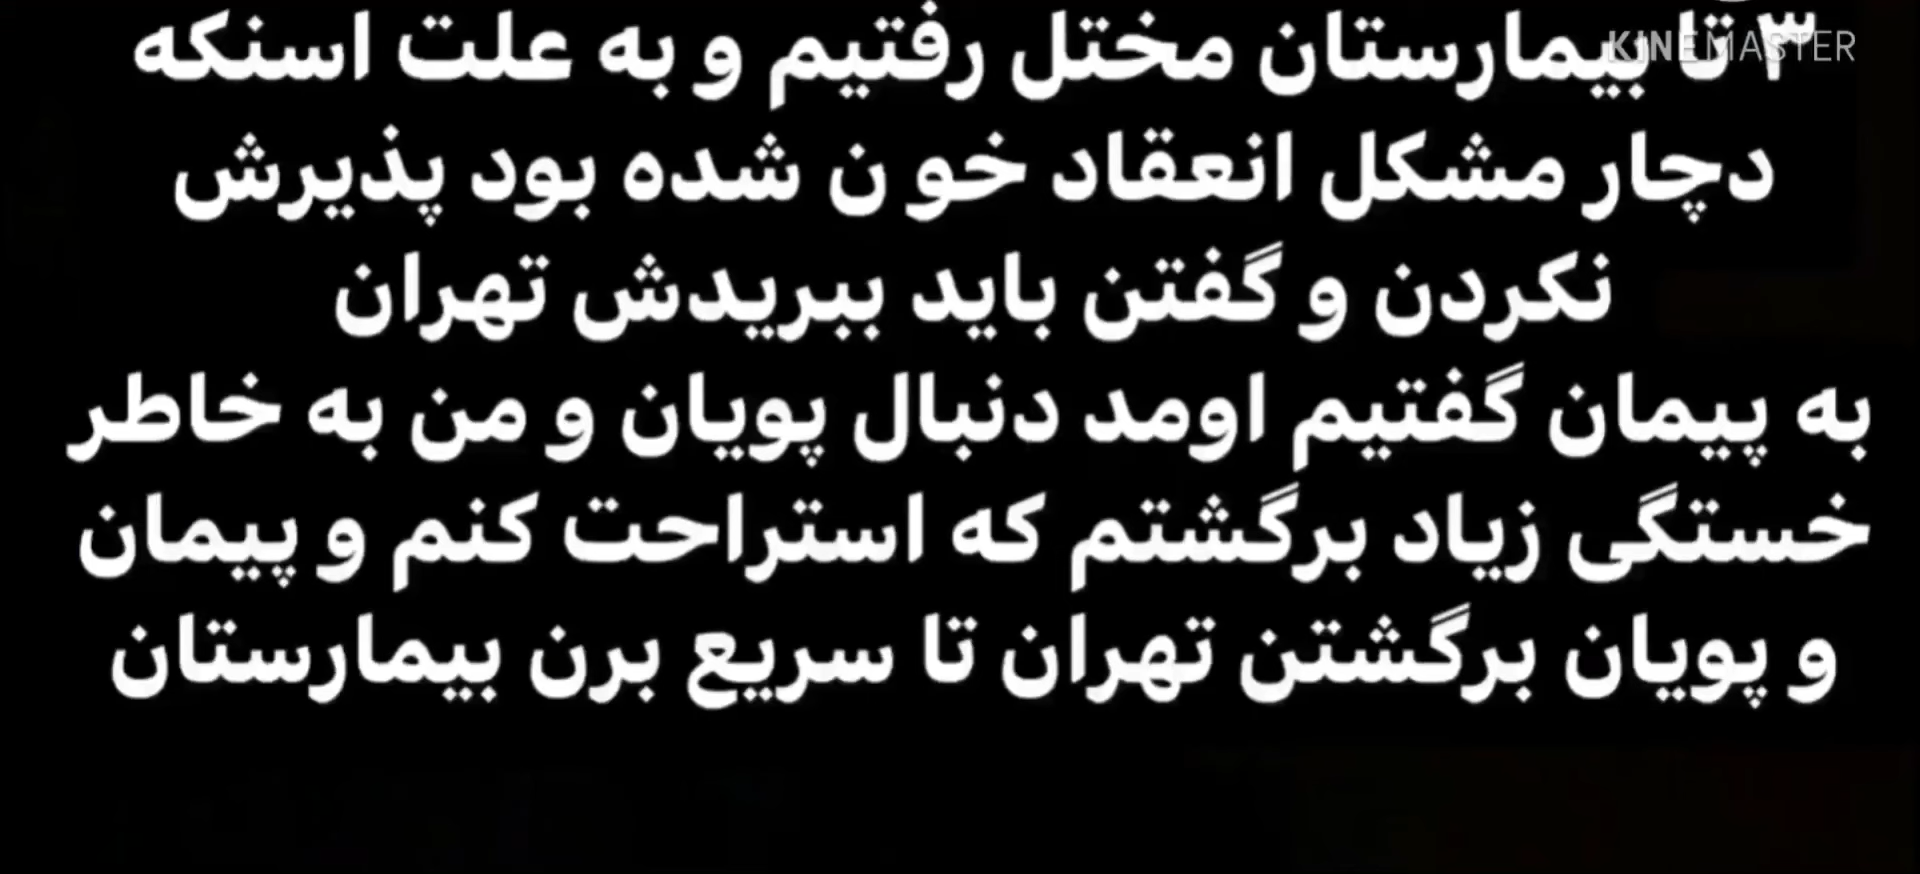 KINEMASTER
۳ تا بیمارستان مختل رفتیم و به علت اسنکه
دچار مشکل انعقاد خو ن شده بود پذیرش
نکردن و گفتن باید ببریدش تهران
به پیمان گفتیم اومد دنبال پویان و من به خاطر
خستگی زیاد برگشتم که استراحت کنم و پیمان
و پویان برگشتن تهران تا سریع برن بیمارستان